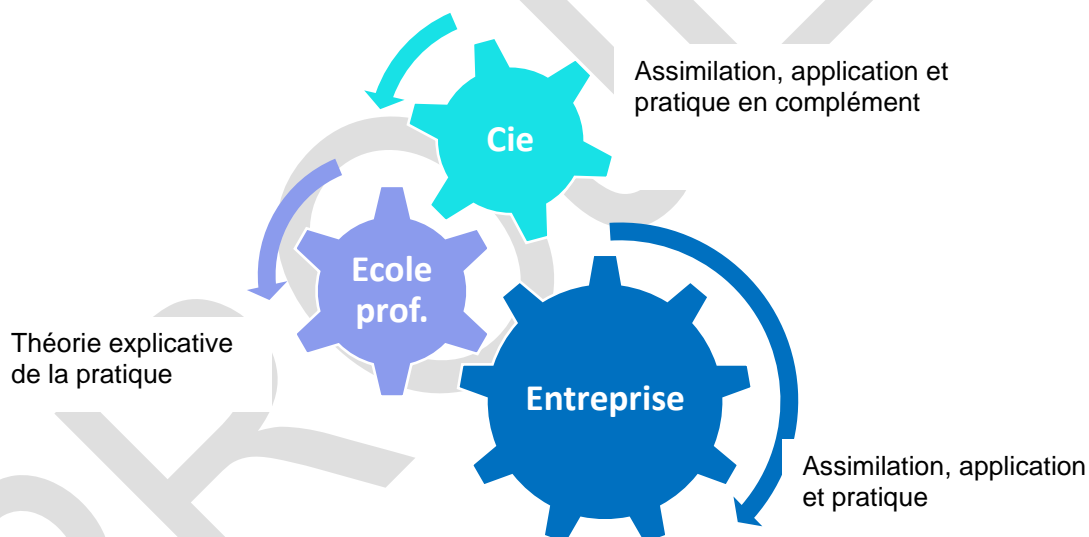 Assimilation, application et
pratique en complément
Cie
Ecole
prof.
Théorie explicative
de la pratique
Entreprise
Assimilation, application
et pratique